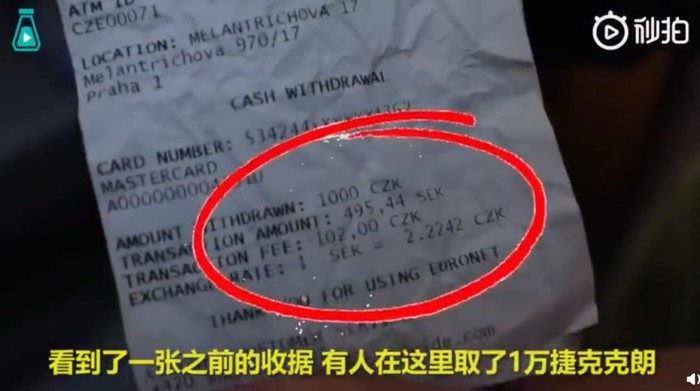 ATM ID
CZE00071
秒拍
LOCATION: MELANTRICHOVA 17
Melantrichova 970/17
Praha 1
CASH WITHDRAWAL
CARD NUMBER:
MASTERCARD
AMOUNT WITHDRAWN: 1000 CZK
TRANSACTION AMOUNT: 495,44 SEK
TRANSACTION FEE: 102,00 CZK
EXCHANGE RATE: 1 SEK = 2.2242 CZK
THANK YOU FOR USING EURONET
看到了一张之前的收据 有人在这里取了1万捷克克朗